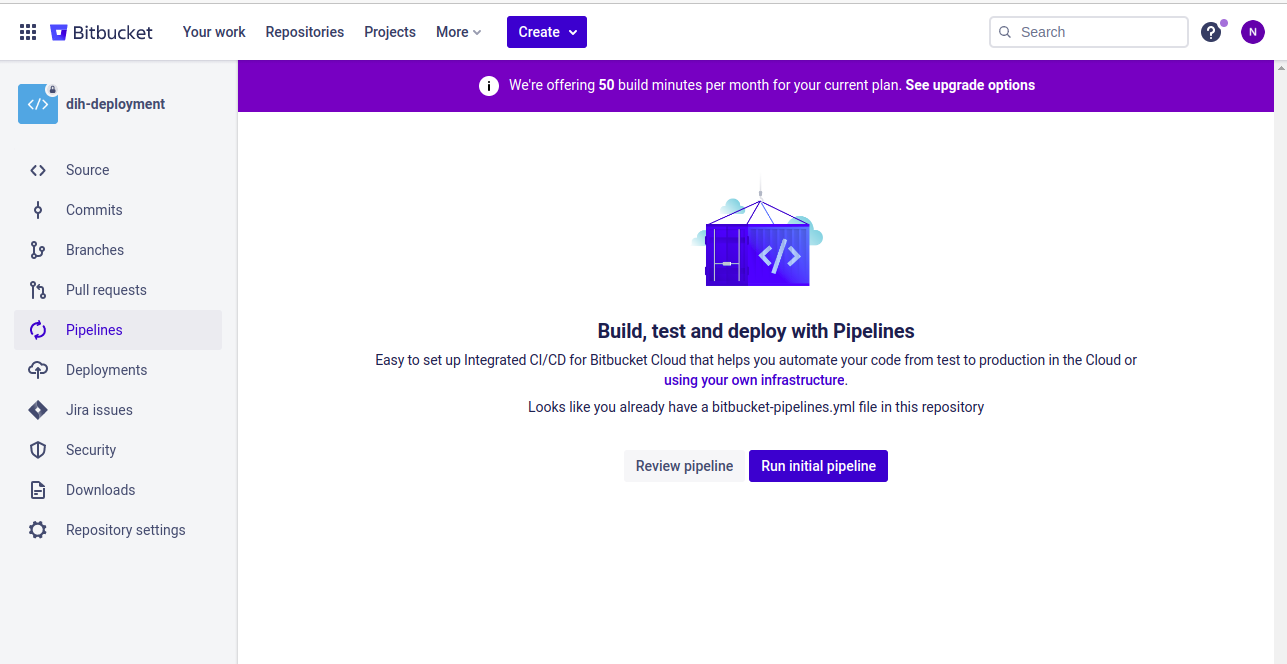 Bitbucket Your work Repositories Projects More Create Search ? N
</> dih-deployment
We're offering 50 build minutes per month for your current plan. See upgrade options
Source
Commits
Branches
Pull requests
Pipelines
Deployments
Jira issues
Security
Downloads
Repository settings
</>
Build, test and deploy with Pipelines
Easy to set up Integrated CI/CD for Bitbucket Cloud that helps you automate your code from test to production in the Cloud or
using your own infrastructure.
Looks like you already have a bitbucket-pipelines.yml file in this repository
Review pipeline Run initial pipeline